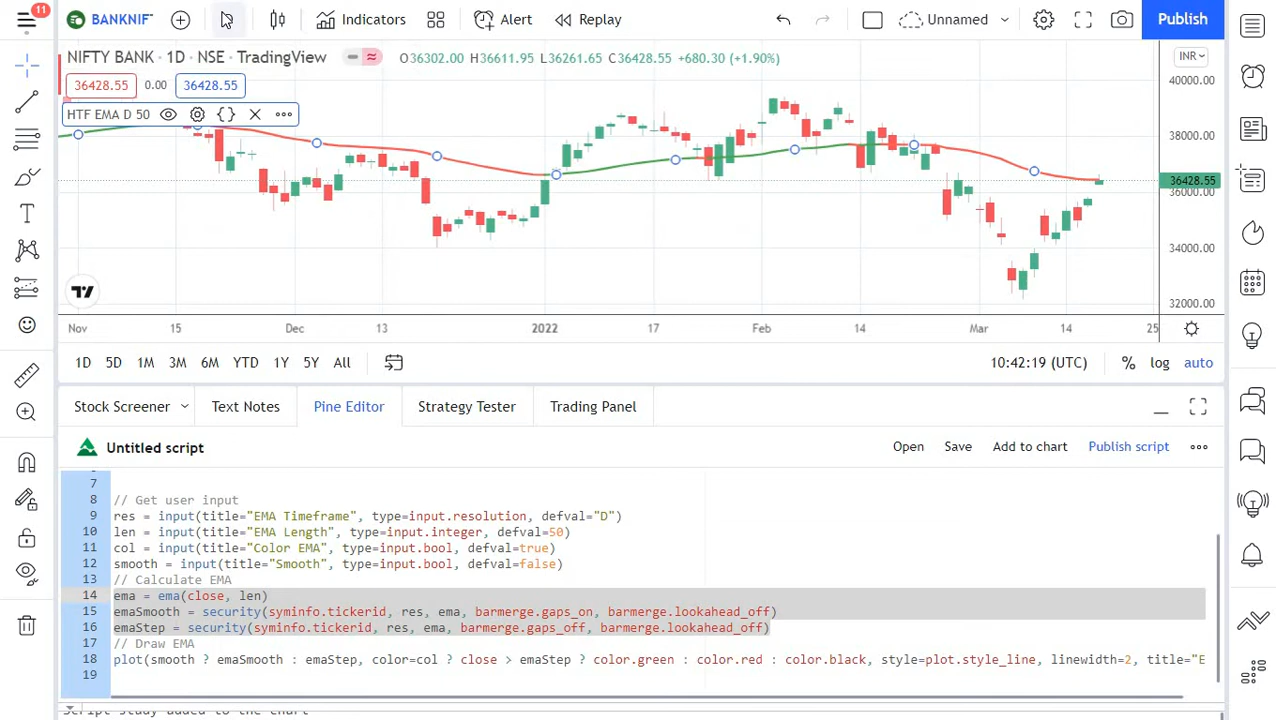 11
BANKNIF
Indicators
Alert
Replay
Unnamed
Publish
NIFTY BANK · 1D · NSE · TradingView
O36302.00 H36611.95 L36261.65 C36428.55 +680.30 (+1.90%)
INR
36428.55 0.00 36428.55
HTF EMA D 50
40000.00
38000.00
36428.55
36000.00
34000.00
32000.00
Nov 15 Dec 13 2022 17 Feb 14 Mar 14 25
1D 5D 1M 3M 6M YTD 1Y 5Y All
10:42:19 (UTC) % log auto
Stock Screener Text Notes Pine Editor Strategy Tester Trading Panel
Untitled script
Open Save Add to chart Publish script
7
8 // Get user input
9 res = input(title="EMA Timeframe", type=input.resolution, defval="D")
10 len = input(title="EMA Length", type=input.integer, defval=50)
11 col = input(title="Color EMA", type=input.bool, defval=true)
12 smooth = input(title="Smooth", type=input.bool, defval=false)
13 // Calculate EMA
14 ema = ema(close, len)
15 emaSmooth = security(syminfo.tickerid, res, ema, barmerge.gaps_on, barmerge.lookahead_off)
16 emaStep = security(syminfo.tickerid, res, ema, barmerge.gaps_off, barmerge.lookahead_off)
17 // Draw EMA
18 plot(smooth ? emaSmooth : emaStep, color=col ? close > emaStep ? color.green : color.red : color.black, style=plot.style_line, linewidth=2, title="E
19
Script study added to the chart